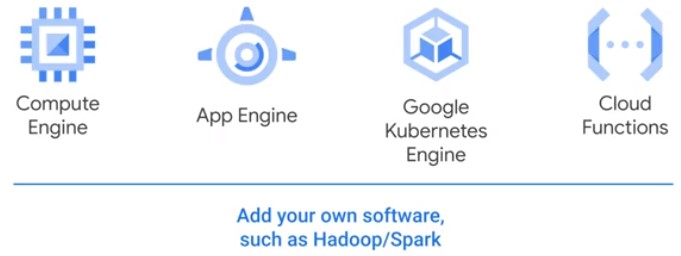 Compute
Engine
App Engine
Google
Kubernetes
Engine
Cloud
Functions
Add your own software,
such as Hadoop/Spark